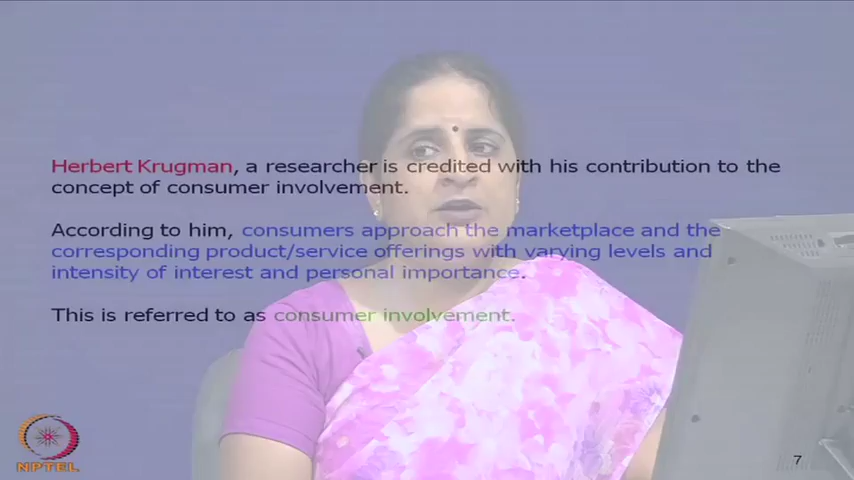 Herbert Krugman, a researcher is credited with his contribution to the
concept of consumer involvement.
According to him, consumers approach the marketplace and the
corresponding product/service offerings with varying levels and
intensity of interest and personal importance.
This is referred to as consumer involvement.
NPTEL
7